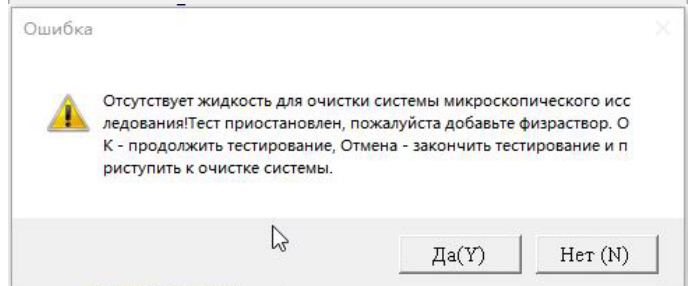 Ошибка
Отсутствует жидкость для очистки системы микроскопического исс
ледования!Тест приостановлен, пожалуйста добавьте физраствор. О
К - продолжить тестирование, Отмена - закончить тестирование и п
риступить к очистке системы.
Да(Y) Нет (N)